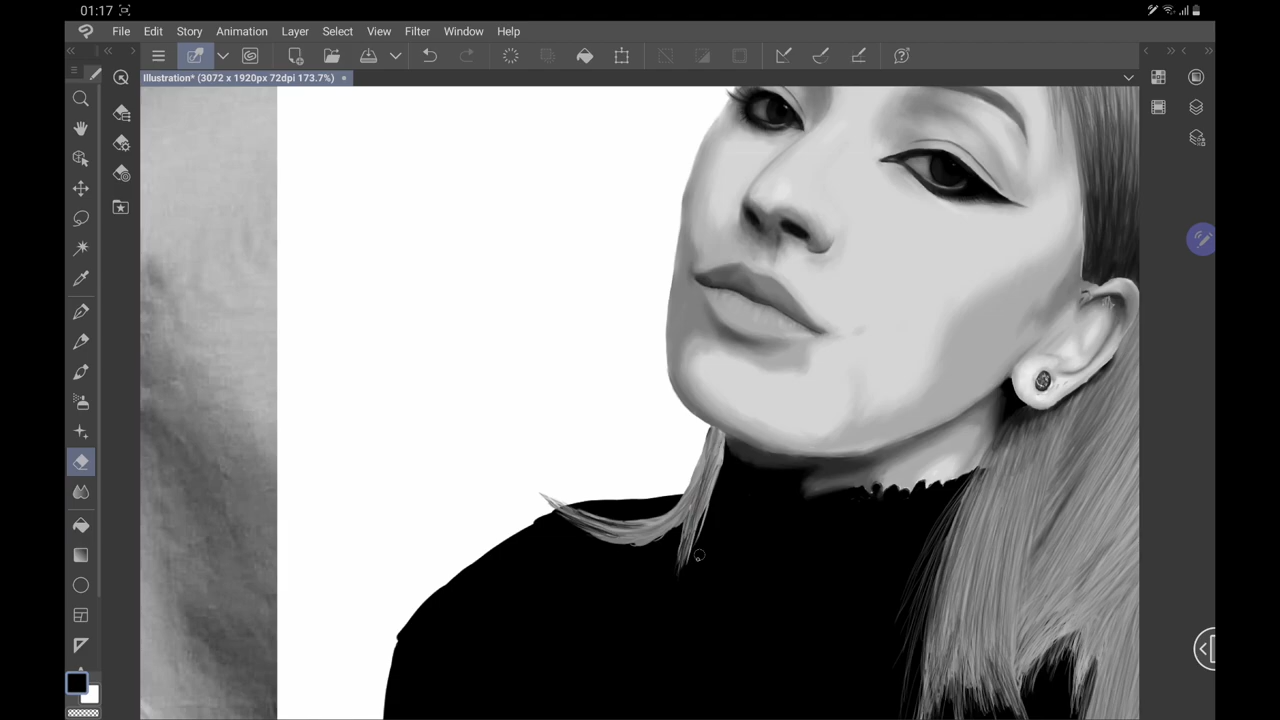 01:17
File Edit Story Animation Layer Select View Filter Window Help
Illustration* (3072 x 1920px 72dpi 173.7%)